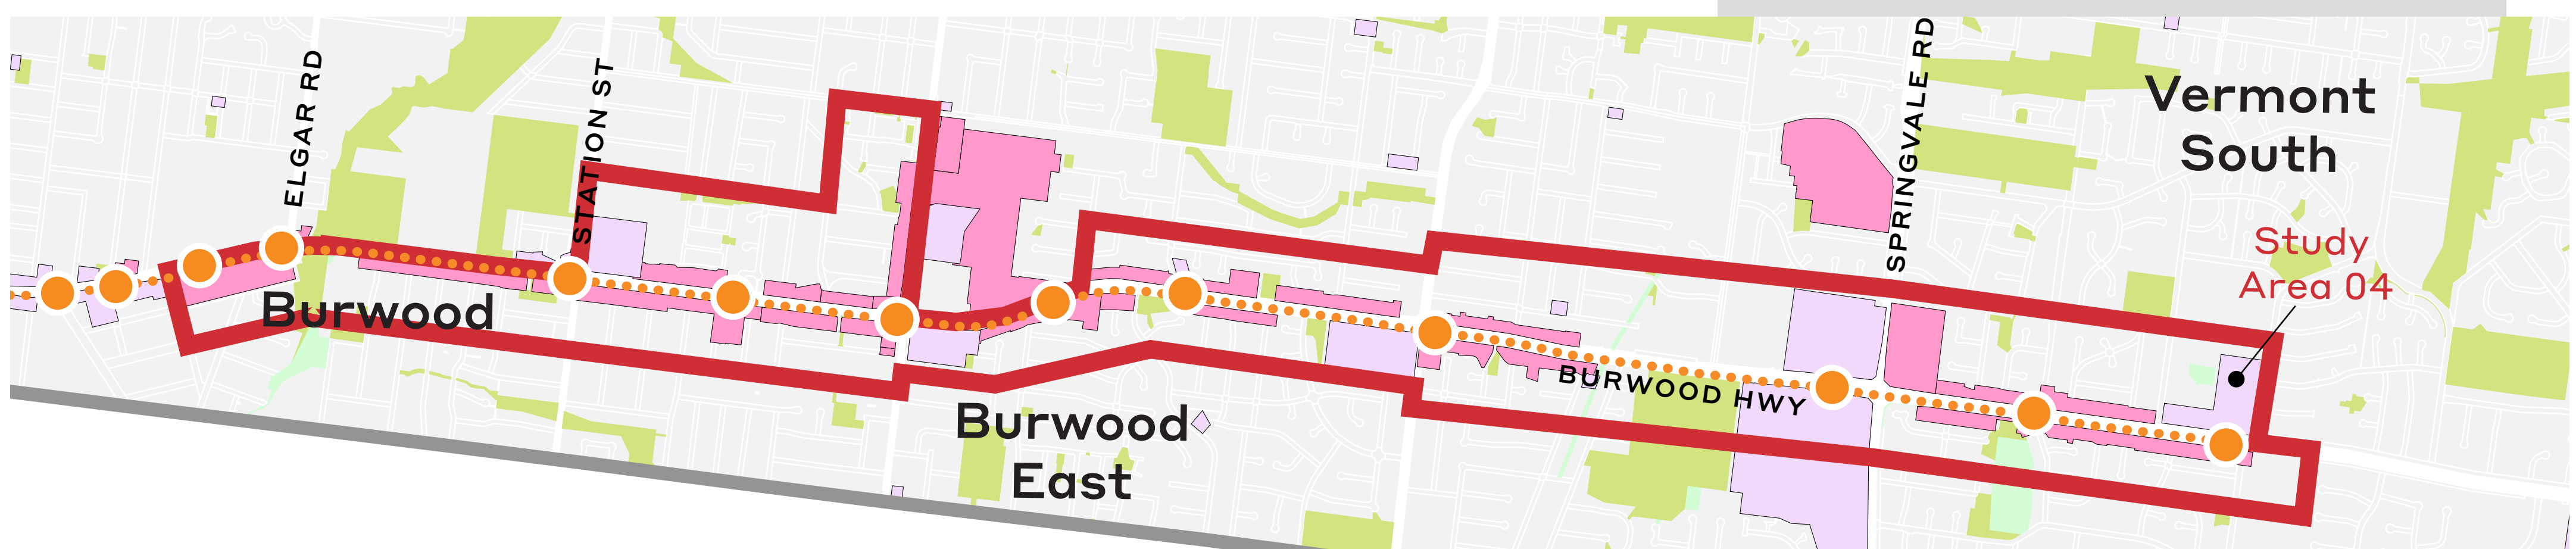 ELGAR RD
STATION ST
SPRINGVALE RD
Vermont
South
Study
Area 04
Burwood
BURWOOD HWY
Burwood
East